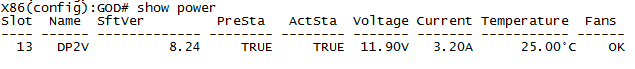 X86(config):GOD# show power
Slot  Name  SftVer        PreSta    ActSta  Voltage Current Temperature  Fans
---- ------ ------------- -------- -------- ------- ------- ----------- -----
  13   DP2V          8.24     TRUE     TRUE  11.90V   3.20A     25.00°C    OK